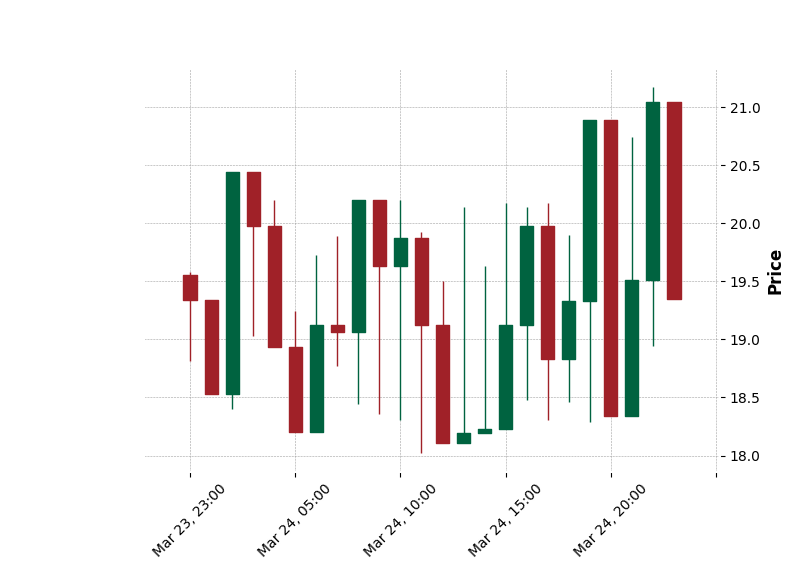 21.0
20.5
20.0
19.5
19.0
18.5
18.0
Price
Mar 23, 23:00
Mar 24, 05:00
Mar 24, 10:00
Mar 24, 15:00
Mar 24, 20:00